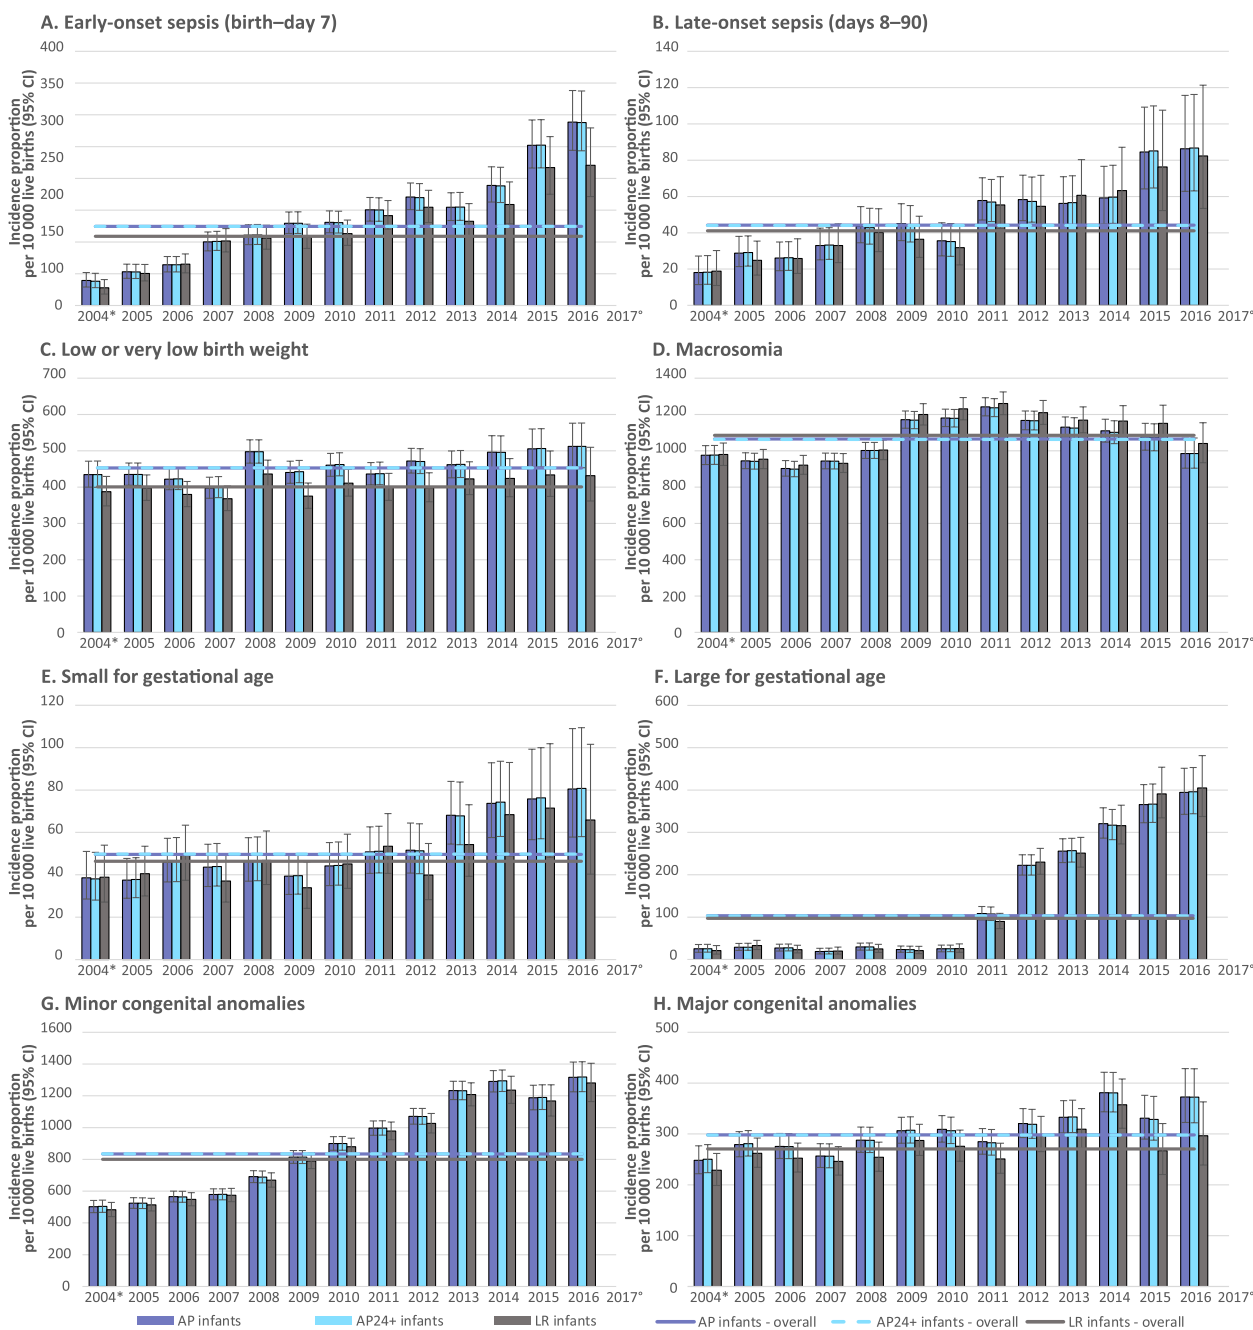 A. Early-onset sepsis (birth–day 7)
Incidence proportion
per 10 000 live births (95% CI)
400
350
300
250
200
150
100
0
2004* 2005 2006 2007 2008 2009 2010 2011 2012 2013 2014 2015 2016 2017°
B. Late-onset sepsis (days 8–90)
Incidence proportion
per 10 000 live births (95% CI)
140
120
100
80
60
40
20
0
2004* 2005 2006 2007 2008 2009 2010 2011 2012 2013 2014 2015 2016 2017°
C. Low or very low birth weight
Incidence proportion
per 10 000 live births (95% CI)
700
600
500
400
300
200
100
0
2004* 2005 2006 2007 2008 2009 2010 2011 2012 2013 2014 2015 2016 2017°
D. Macrosomia
Incidence proportion
per 10 000 live births (95% CI)
1400
1200
1000
800
600
400
200
0
2004* 2005 2006 2007 2008 2009 2010 2011 2012 2013 2014 2015 2016 2017°
E. Small for gestational age
Incidence proportion
per 10 000 live births (95% CI)
120
100
80
60
40
20
0
2004* 2005 2006 2007 2008 2009 2010 2011 2012 2013 2014 2015 2016 2017°
F. Large for gestational age
Incidence proportion
per 10 000 live births (95% CI)
600
400
300
200
100
0
2004* 2005 2006 2007 2008 2009 2010 2011 2012 2013 2014 2015 2016 2017°
G. Minor congenital anomalies
Incidence proportion
per 10 000 live births (95% CI)
1600
1400
1200
1000
800
600
400
200
0
2004* 2005 2006 2007 2008 2009 2010 2011 2012 2013 2014 2015 2016 2017°
H. Major congenital anomalies
Incidence proportion
per 10 000 live births (95% CI)
500
400
300
200
100
0
2004* 2005 2006 2007 2008 2009 2010 2011 2012 2013 2014 2015 2016 2017°
AP infants AP24+ infants LR infants AP infants - overall AP24+ infants - overall LR infants - overall